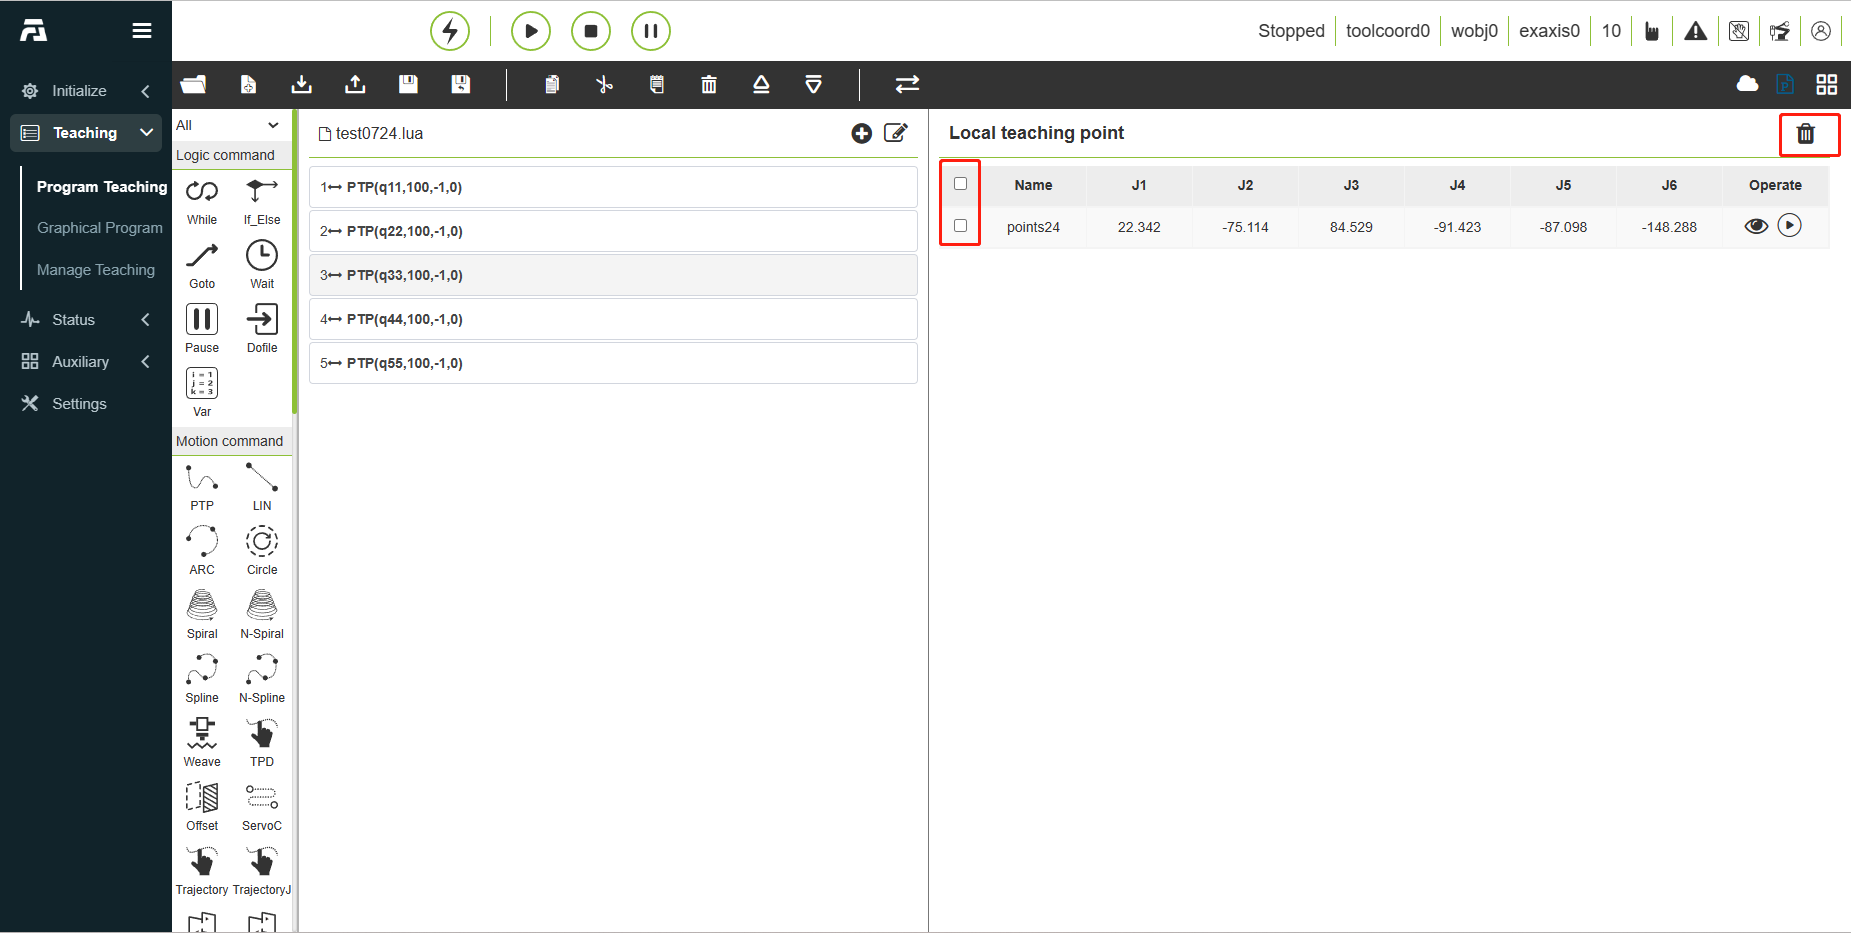 Stopped
toolcoord0
wobj0
exaxis0
10
Initialize
Teaching
Program Teaching
Graphical Program
Manage Teaching
Status
Auxiliary
Settings
All
Logic command
While
If_Else
Goto
Wait
Pause
Dofile
i = 1
j = 2
k = 3
Var
Motion command
PTP
LIN
ARC
Circle
Spiral
N-Spiral
Spline
N-Spline
Weave
TPD
Offset
ServoC
Trajectory
TrajectoryJ
test0724.lua
1 PTP(q11,100,-1,0)
2 PTP(q22,100,-1,0)
3 PTP(q33,100,-1,0)
4 PTP(q44,100,-1,0)
5 PTP(q55,100,-1,0)
P
Local teaching point
Name J1 J2 J3 J4 J5 J6 Operate
points24 22.342 -75.114 84.529 -91.423 -87.098 -148.288